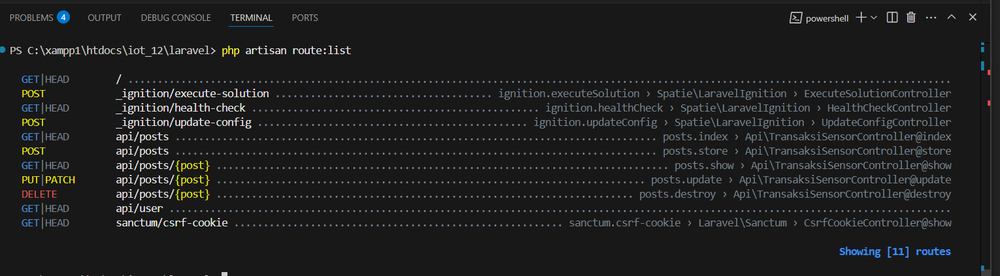 PROBLEMS 4 OUTPUT DEBUG CONSOLE TERMINAL PORTS powershell
PS C:\xampp1\htdocs\iot_12\laravel> php artisan route:list
GET|HEAD / ............................................................................................................................................
POST _ignition/execute-solution ..................................... ignition.executeSolution › Spatie\LaravelIgnition › ExecuteSolutionController
GET|HEAD _ignition/health-check ................................................. ignition.healthCheck › Spatie\LaravelIgnition › HealthCheckController
POST _ignition/update-config .............................................. ignition.updateConfig › Spatie\LaravelIgnition › UpdateConfigController
GET|HEAD api/posts .................................................................................. posts.index › Api\TransaksiSensorController@index
POST api/posts .................................................................................. posts.store › Api\TransaksiSensorController@store
GET|HEAD api/posts/{post} ............................................................................. posts.show › Api\TransaksiSensorController@show
PUT|PATCH api/posts/{post} ......................................................................... posts.update › Api\TransaksiSensorController@update
DELETE api/posts/{post} ....................................................................... posts.destroy › Api\TransaksiSensorController@destroy
GET|HEAD api/user .....................................................................................................................................
GET|HEAD sanctum/csrf-cookie ........................................................ sanctum.csrf-cookie › Laravel\Sanctum › CsrfCookieController@show
Showing [11] routes